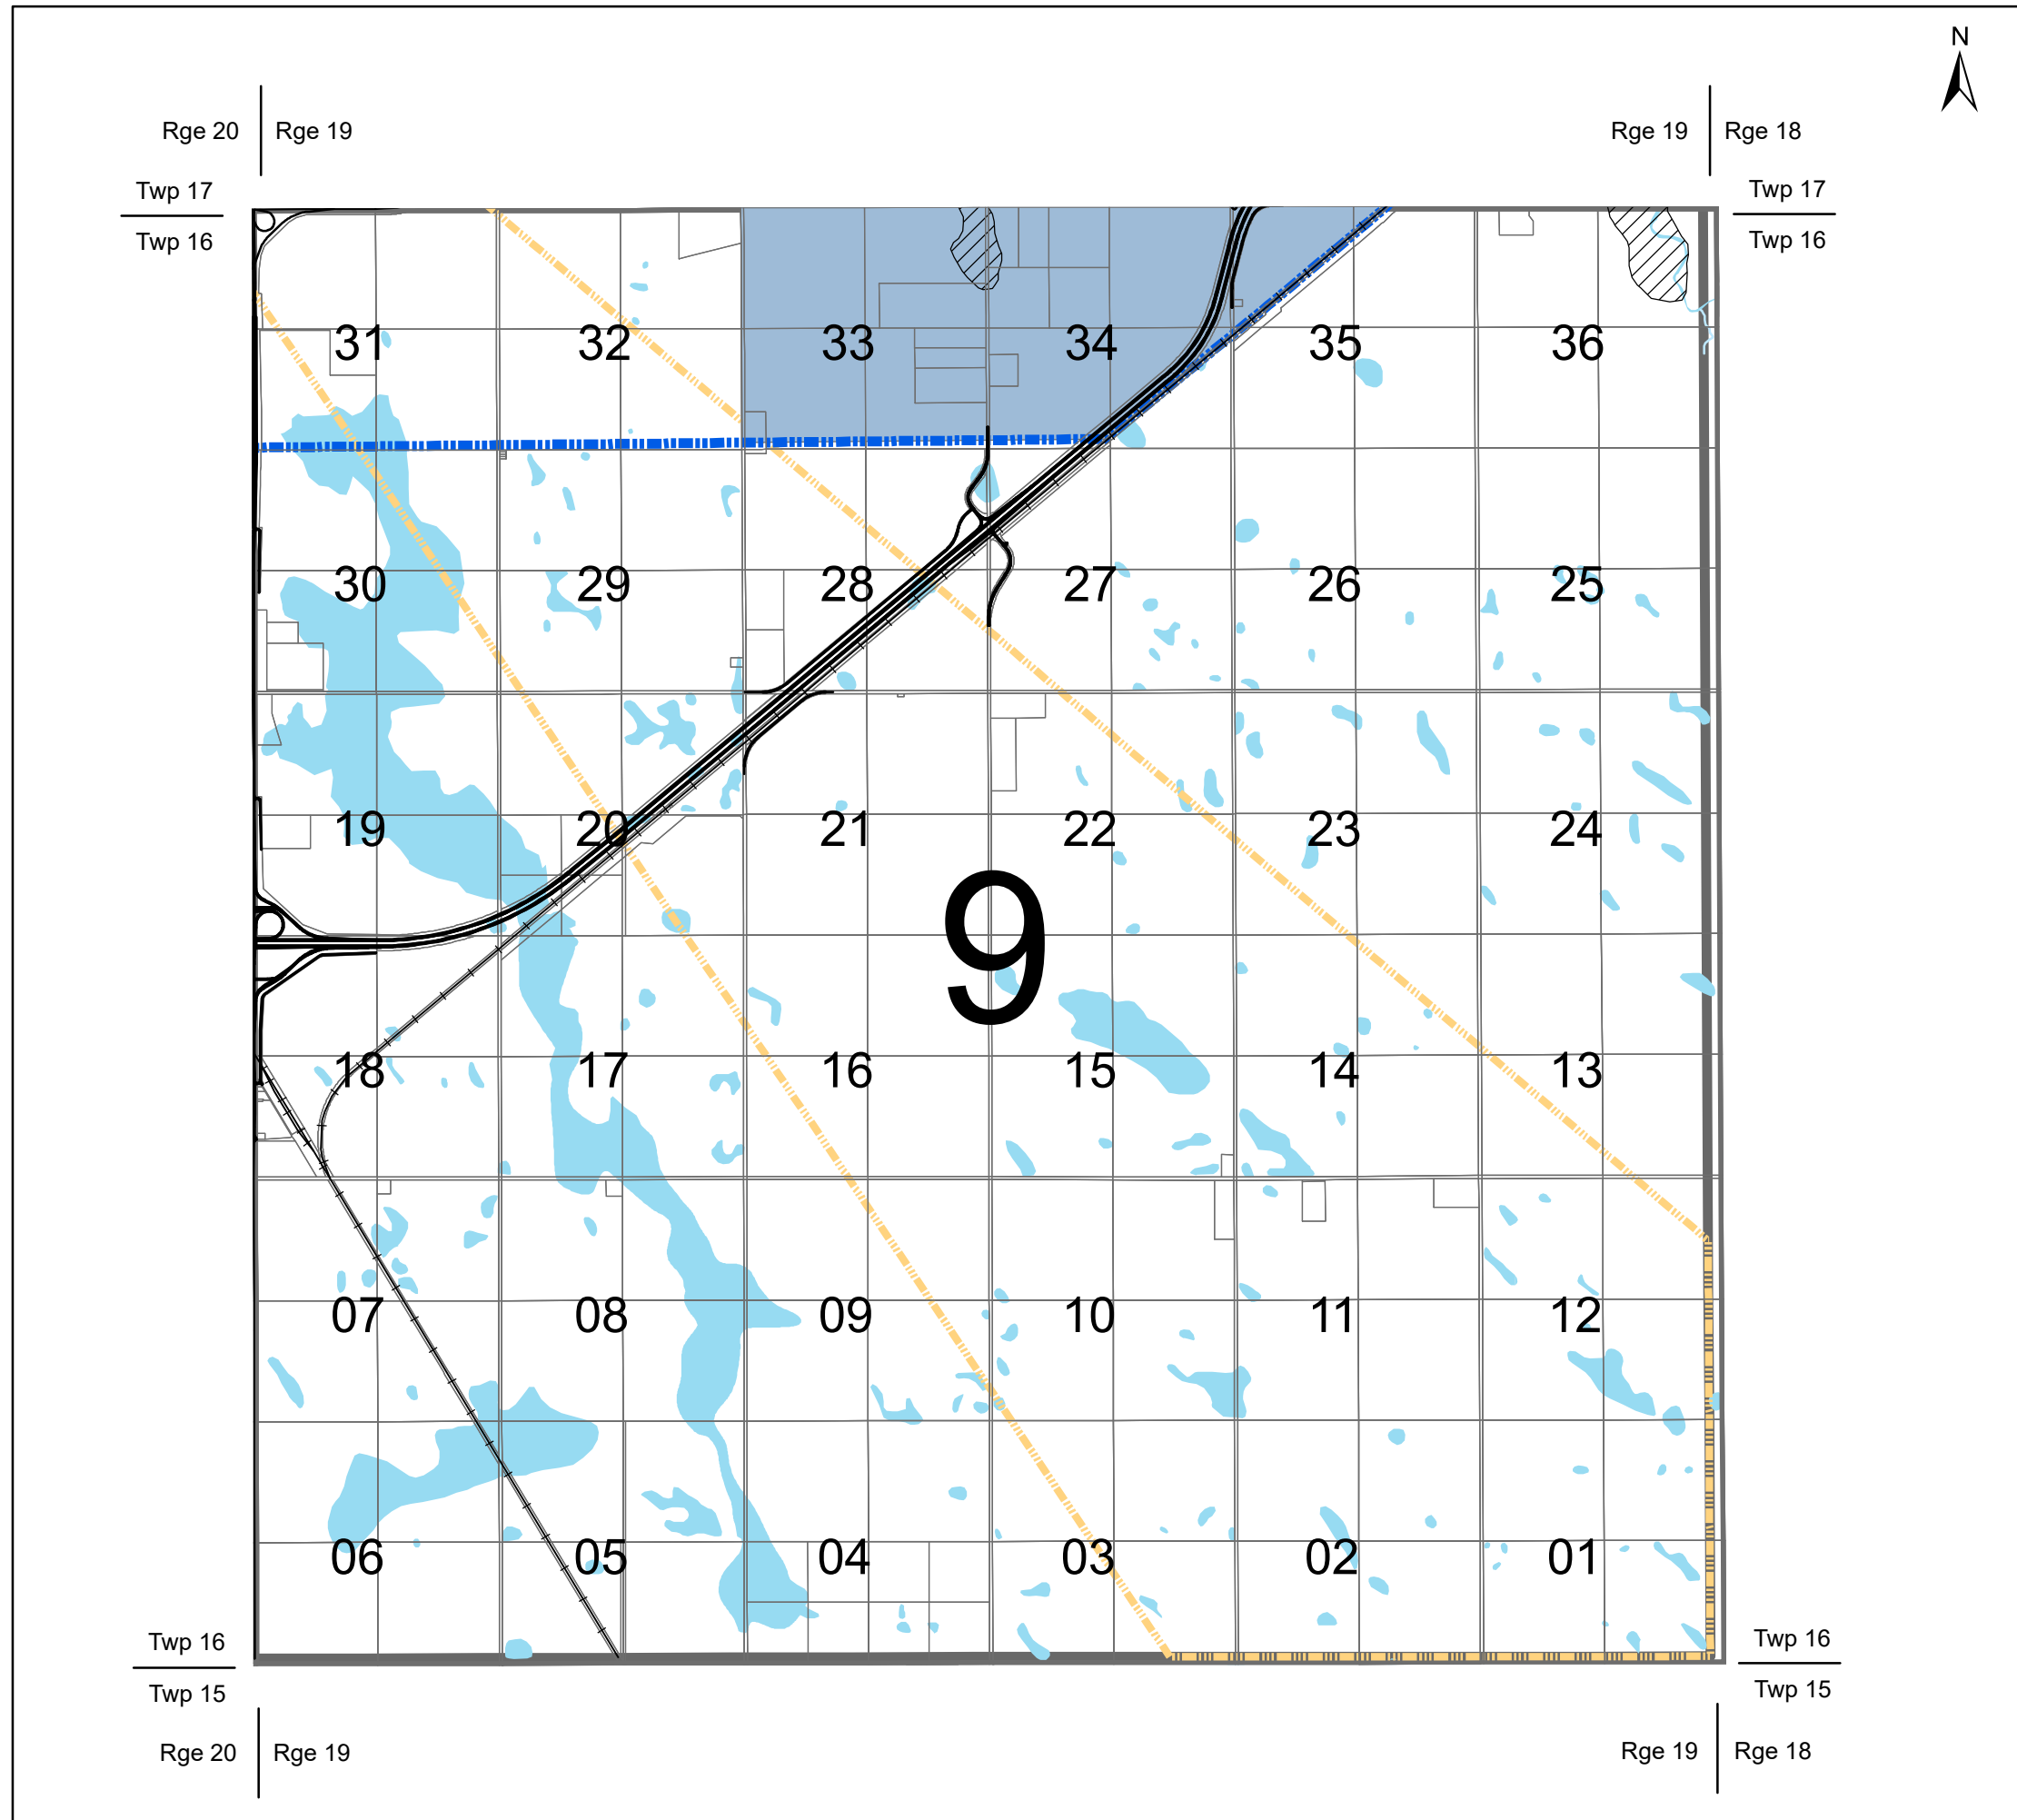 N
Rge 20 Rge 19
Rge 19 Rge 18
Twp 17
Twp 16
Twp 17
Twp 16
31 32 33 34 35 36
30 29 28 27 26 25
19 20 21 22 23 24
9
18 17 16 15 14 13
07 08 09 10 11 12
06 05 04 03 02 01
Twp 16
Twp 15
Twp 16
Twp 15
Rge 20 Rge 19
Rge 19 Rge 18